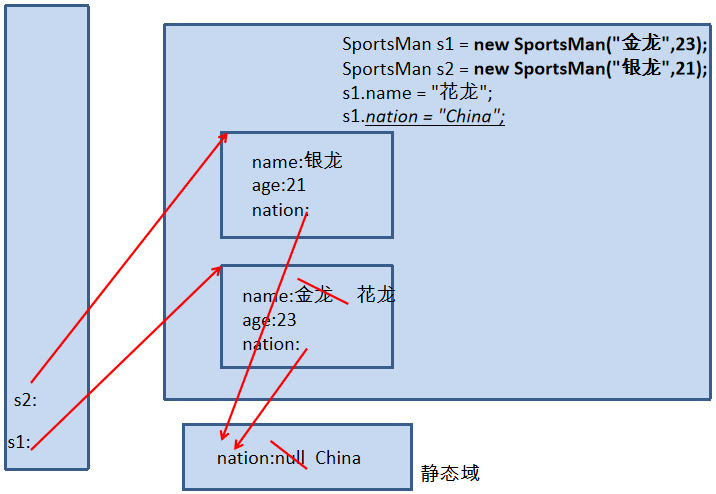 SportsMan s1 = new SportsMan("金龙",23);
SportsMan s2 = new SportsMan("银龙",21);
s1.name = "花龙";
s1.nation = "China";
name:银龙
age:21
nation:
name:金龙 花龙
age:23
nation:
s2:
s1:
nation:null China
静态域